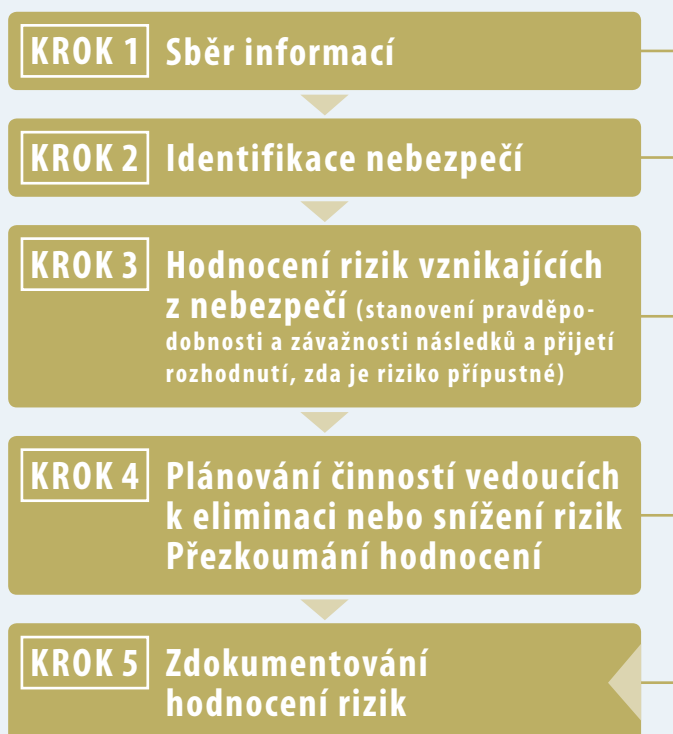 KROK 1 Sběr informací
KROK 2 Identifikace nebezpečí
KROK 3 Hodnocení rizik vznikajících
z nebezpečí (stanovení pravděpo-
dobnosti a závažnosti následků a přijetí
rozhodnutí, zda je riziko přípustné)
KROK 4 Plánování činností vedoucích
k eliminaci nebo snížení rizik
Přezkoumání hodnocení
KROK 5 Zdokumentování
hodnocení rizik